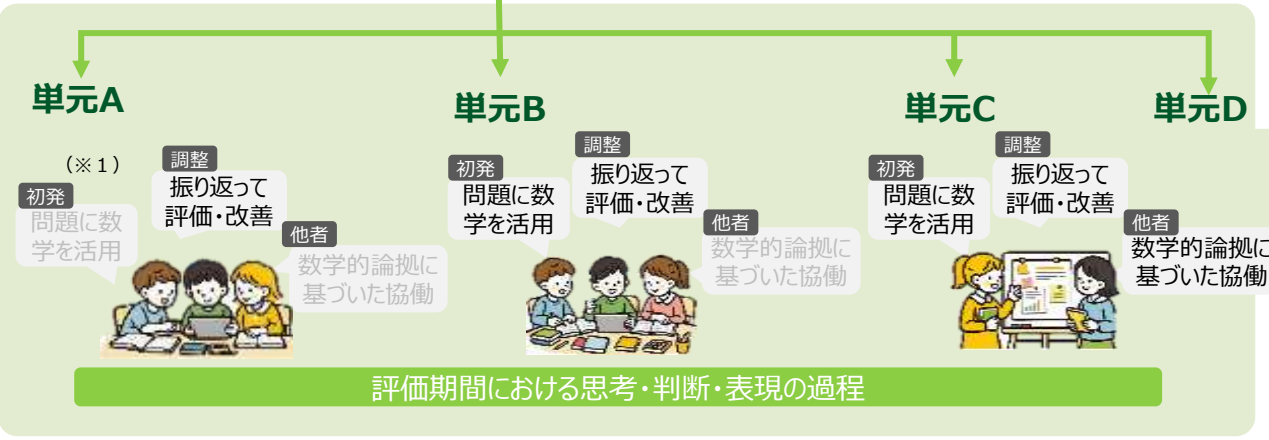 単元A
単元B
単元C
単元D
(※1)
初発
問題に数
学を活用
調整
振り返って
評価・改善
他者
数学的論拠に
基づいた協働
初発
問題に数
学を活用
調整
振り返って
評価・改善
他者
数学的論拠に
基づいた協働
初発
問題に数
学を活用
調整
振り返って
評価・改善
他者
数学的論拠に
基づいた協働
評価期間における思考・判断・表現の過程